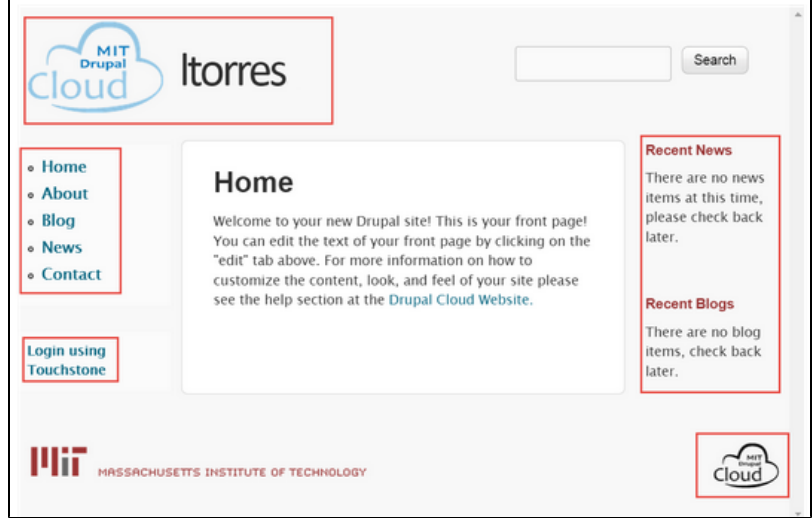 MIT
Drupal
Cloud
ltorres
Search
Home
About
Blog
News
Contact
Login using
Touchstone
Home
Welcome to your new Drupal site! This is your front page!
You can edit the text of your front page by clicking on the
"edit" tab above. For more information on how to
customize the content, look, and feel of your site please
see the help section at the Drupal Cloud Website.
Recent News
There are no news
items at this time,
please check back
later.
Recent Blogs
There are no blog
items, check back
later.
MIT
MASSACHUSETTS INSTITUTE OF TECHNOLOGY
MIT
Drupal
Cloud